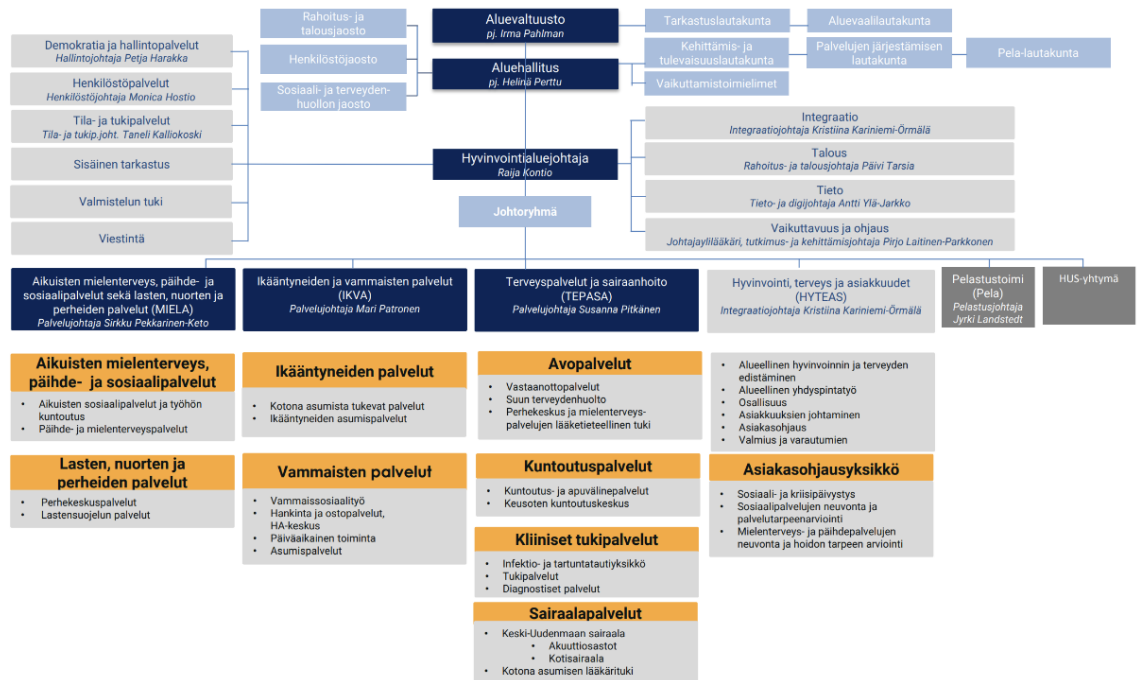 Rahoitus- ja
talousjaosto
Aluevaltuusto
pj. Irma Pahlman
Tarkastuslautakunta
Aluevaalilautakunta
Demokratia ja hallintopalvelut
Hallintojohtaja Petja Harakka
Henkilöstöjaosto
Aluehallitus
pj. Helinä Perttu
Kehittämis- ja
tulevaisuuslautakunta
Palvelujen järjestämisen
lautakunta
Pela-lautakunta
Henkilöstöpalvelut
Henkilöstöjohtaja Monica Hostio
Sosiaali- ja terveyden-
huollon jaosto
Vaikuttamistoimielimet
Tila- ja tukipalvelut
Tila- ja tukip.joht. Taneli Kalliokoski
Integraatio
Integraatiojohtaja Kristiina Kariniemi-Örmälä
Sisäinen tarkastus
Hyvinvointialuejohtaja
Raija Kontio
Talous
Rahoitus- ja talousjohtaja Päivi Tarsia
Valmistelun tuki
Johtoryhmä
Tieto
Tieto- ja digijohtaja Antti Ylä-Jarkko
Viestintä
Vaikuttavuus ja ohjaus
Johtajaylilääkäri, tutkimus- ja kehittämisjohtaja Pirjo Laitinen-Parkkonen
Aikuisten mielenterveys, päihde- ja
sosiaalipalvelut sekä lasten, nuorten ja
perheiden palvelut (MIELA)
Palvelujohtaja Sirkku Pekkarinen-Keto
Ikääntyneiden ja vammaisten palvelut
(IKVA)
Palvelujohtaja Mari Patronen
Terveyspalvelut ja sairaanhoito
(TEPASA)
Palvelujohtaja Susanna Pitkänen
Hyvinvointi, terveys ja asiakkuudet
(HYTEAS)
Integraatiojohtaja Kristiina Kariniemi-Örmälä
Pelastustoimi
(Pela)
Pelastusjohtaja
Jyrki Landstedt
HUS-yhtymä
Aikuisten mielenterveys,
päihde- ja sosiaalipalvelut
• Aikuisten sosiaalipalvelut ja työhön
kuntoutus
• Päihde- ja mielenterveyspalvelut
Lasten, nuorten ja
perheiden palvelut
• Perhekeskuspalvelut
• Lastensuojelun palvelut
Ikääntyneiden palvelut
• Kotona asumista tukevat palvelut
• Ikääntyneiden asumispalvelut
Vammaisten palvelut
• Vammaissosiaalityö
• Hankinta ja ostopalvelut,
HA-keskus
• Päiväaikainen toiminta
• Asumispalvelut
Avopalvelut
• Vastaanottopalvelut
• Suun terveydenhuolto
• Perhekeskus ja mielenterveys-
palvelujen lääketieteellinen tuki
Kuntoutuspalvelut
• Kuntoutus- ja apuvälinepalvelut
• Keusoten kuntoutuskeskus
Kliiniset tukipalvelut
• Infektio- ja tartuntatautiyksikkö
• Tukipalvelut
• Diagnostiset palvelut
Sairaalapalvelut
• Keski-Uudenmaan sairaala
• Akuuttiosastot
• Kotisairaala
• Kotona asumisen lääkärituki
• Alueellinen hyvinvoinnin ja terveyden
edistäminen
• Alueellinen yhdyspintatyö
• Osallisuus
• Asiakkuuksien johtaminen
• Asiakasohjaus
• Valmius ja varautumien
Asiakasohjausyksikkö
• Sosiaali- ja kriisipäivystys
• Sosiaalipalvelujen neuvonta ja
palvelutarpeenarviointi
• Mielenterveys- ja päihdepalvelujen
neuvonta ja hoidon tarpeen arviointi